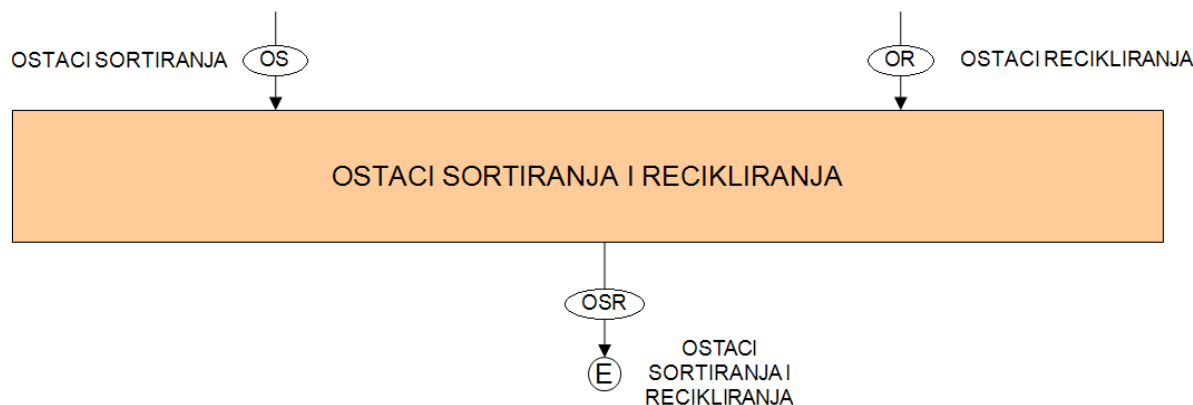 OSTACI SORTIRANJA
OS
OR
OSTACI RECIKLIRANJA
OSTACI SORTIRANJA I RECIKLIRANJA
OSR
E
OSTACI
SORTIRANJA I
RECIKLIRANJA